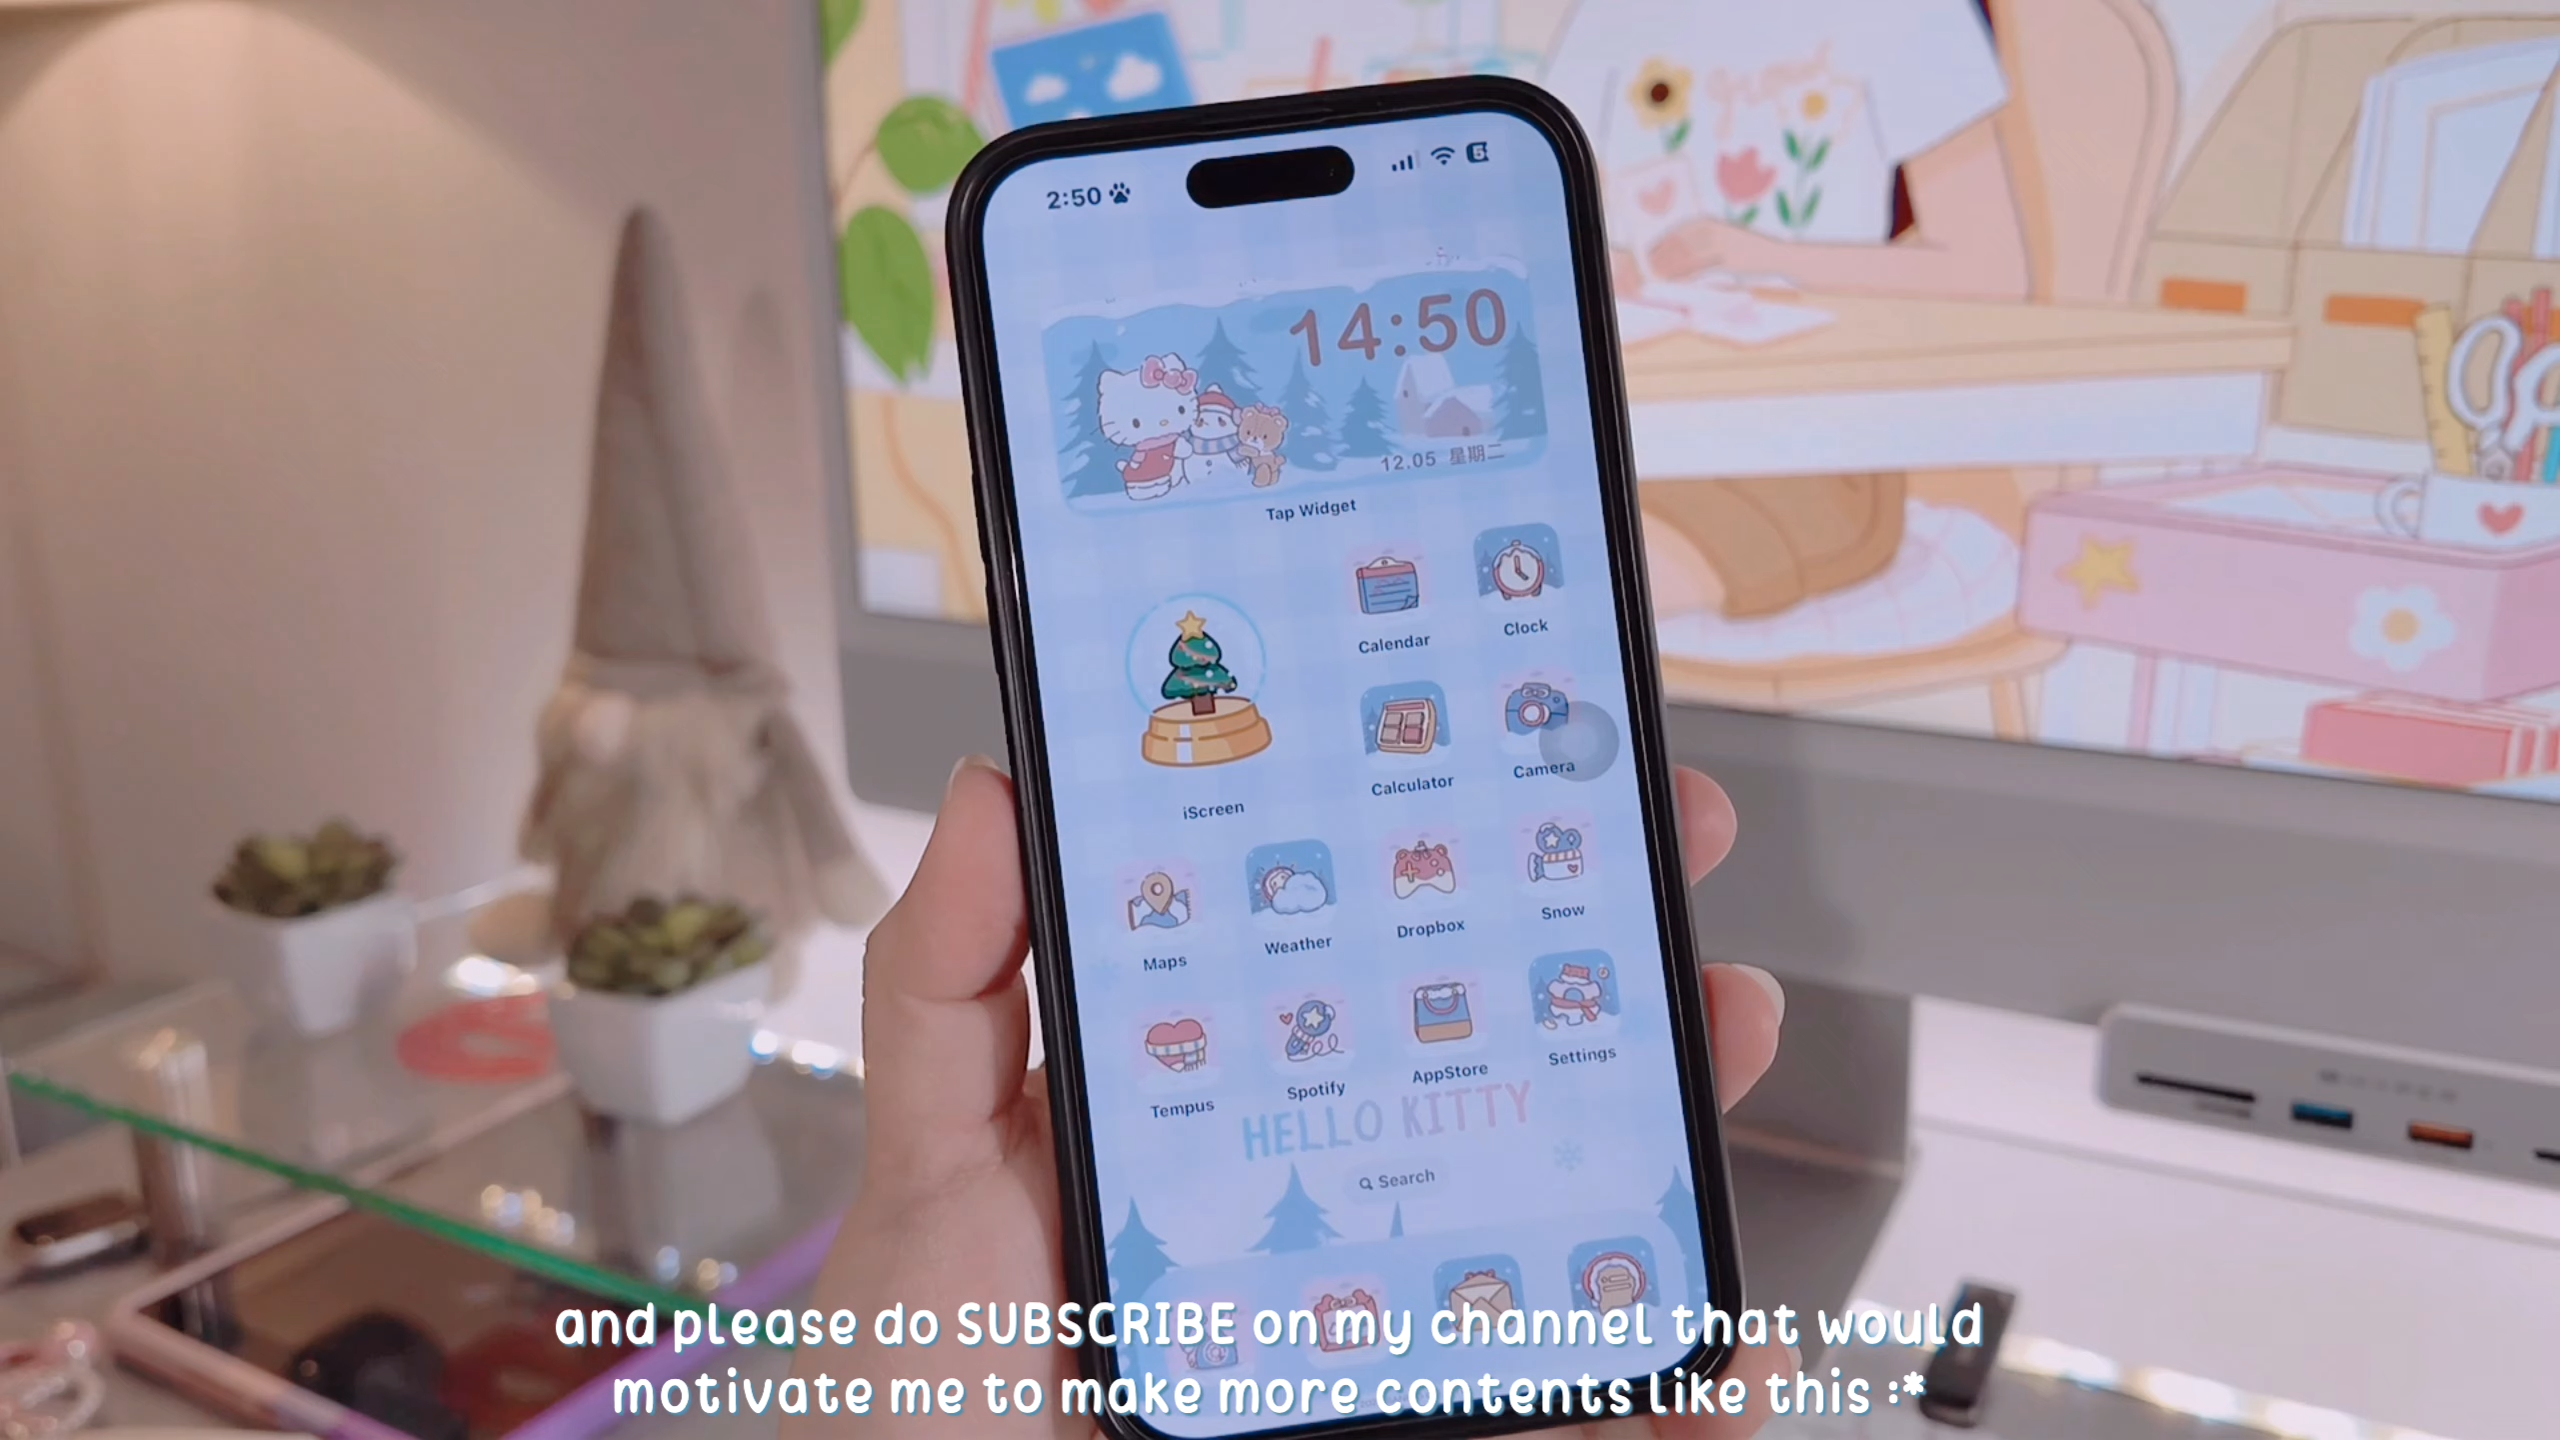 2:50
14:50
12.05 星期二
Tap Widget
Calendar
Clock
iScreen
Calculator
Camera
Maps
Weather
Dropbox
Snow
Tempus
Spotify
AppStore
Settings
HELLO KITTY
Search
and please do SUBSCRIBE on my channel that would
motivate me to make more contents like this :*